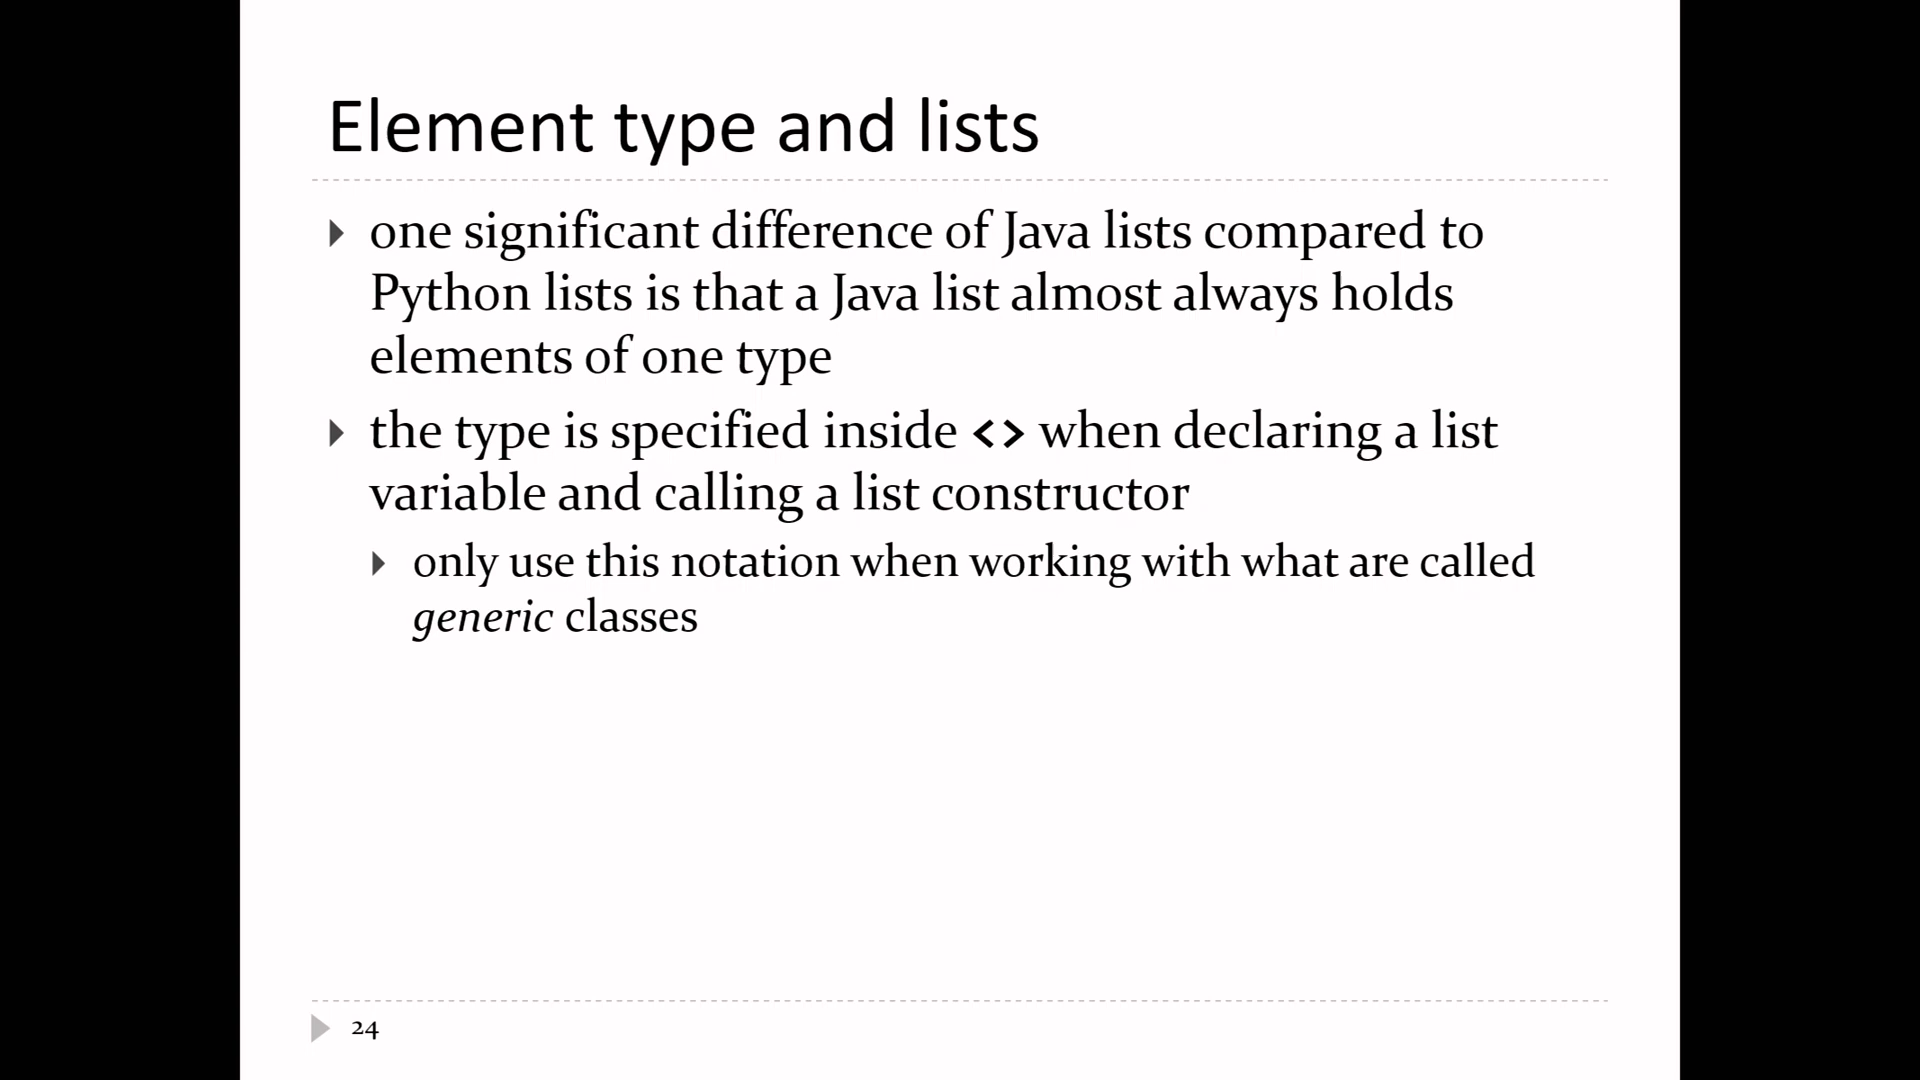 Element type and lists
one significant difference of Java lists compared to
Python lists is that a Java list almost always holds
elements of one type
the type is specified inside <> when declaring a list
variable and calling a list constructor
only use this notation when working with what are called
generic classes
24